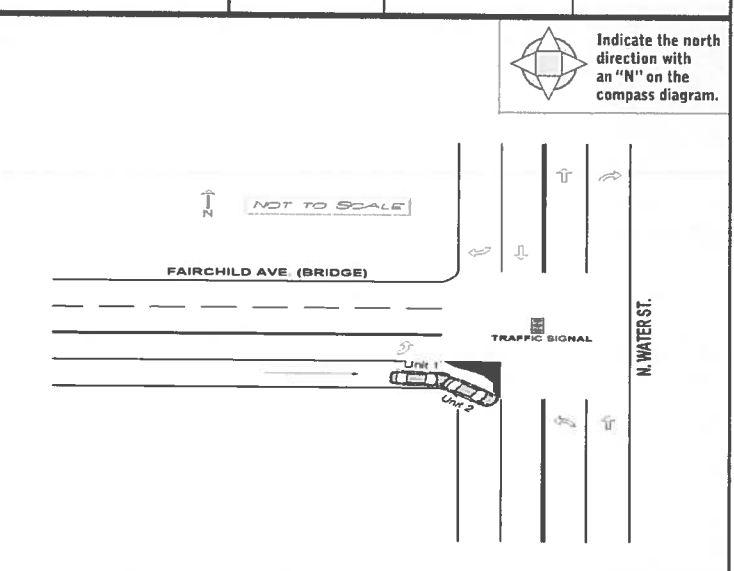 Indicate the north
direction with
an "N" on the
compass diagram.
N
NOT TO SCALE
FAIRCHILD AVE. (BRIDGE)
TRAFFIC SIGNAL
N. WATER ST.
Unit 1
Unit 2